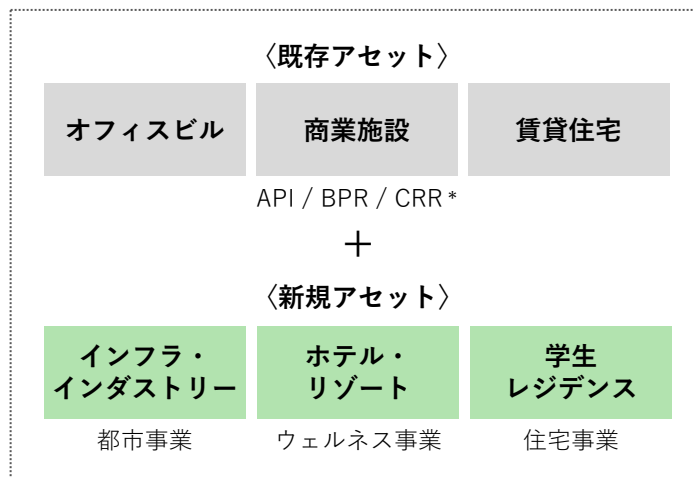 〈既存アセット〉
オフィスビル 商業施設 賃貸住宅
API / BPR / CRR *
＋
〈新規アセット〉
インフラ・
インダストリー
ホテル・
リゾート
学生
レジデンス
都市事業 ウェルネス事業 住宅事業